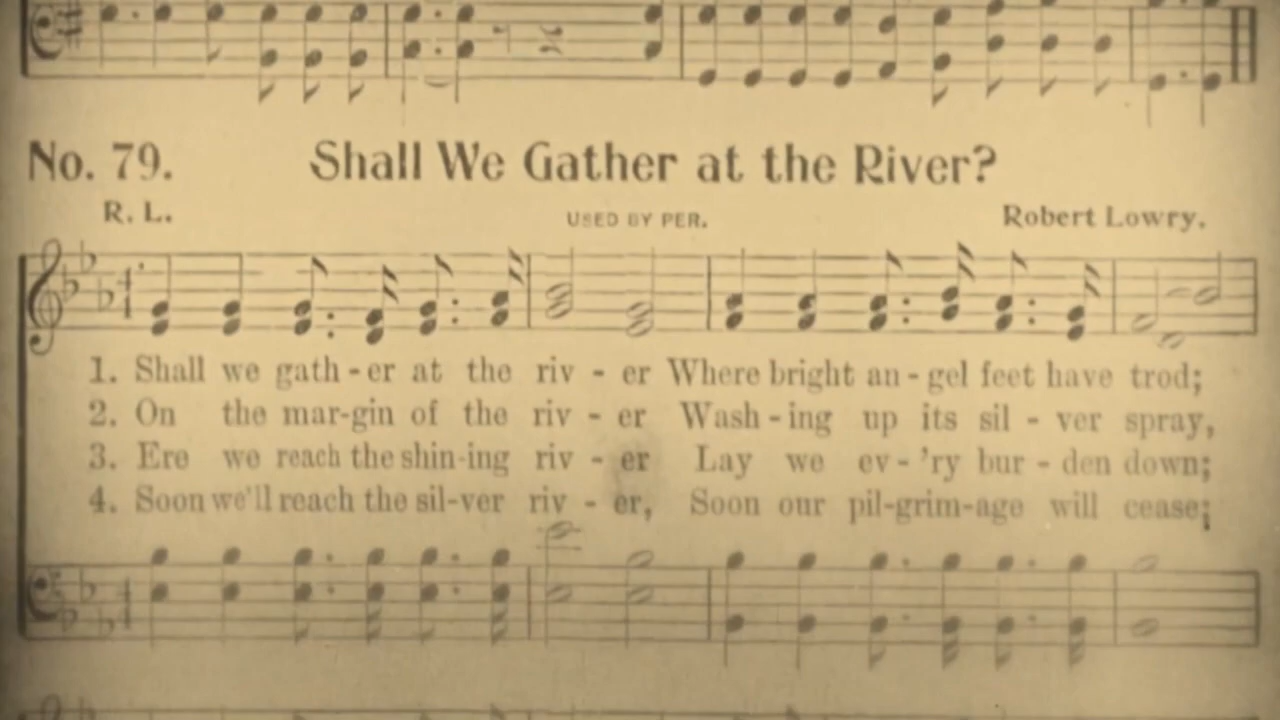 No. 79. Shall We Gather at the River?
R. L. USED BY PER. Robert Lowry.
1. Shall we gath - er at the riv - er Where bright an - gel feet have trod;
2. On the mar-gin of the riv - er Wash - ing up its sil - ver spray,
3. Ere we reach the shin-ing riv - er Lay we ev - 'ry bur - den down;
4. Soon we'll reach the sil-ver riv - er, Soon our pil-grim-age will cease;